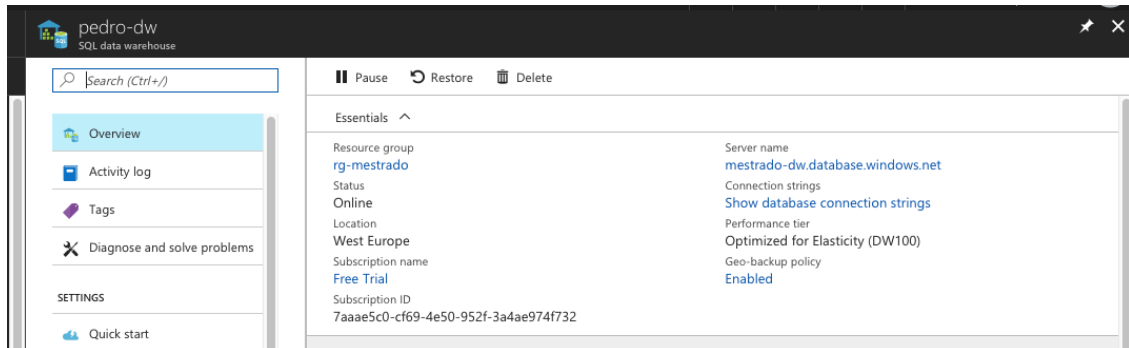 pedro-dw
SQL data warehouse
Search (Ctrl+/)
Overview
Activity log
Tags
Diagnose and solve problems
SETTINGS
Quick start
Pause Restore Delete
Essentials
Resource group
rg-mestrado
Status
Online
Location
West Europe
Subscription name
Free Trial
Subscription ID
7aaae5c0-cf69-4e50-952f-3a4ae974f732
Server name
mestrado-dw.database.windows.net
Connection strings
Show database connection strings
Performance tier
Optimized for Elasticity (DW100)
Geo-backup policy
Enabled